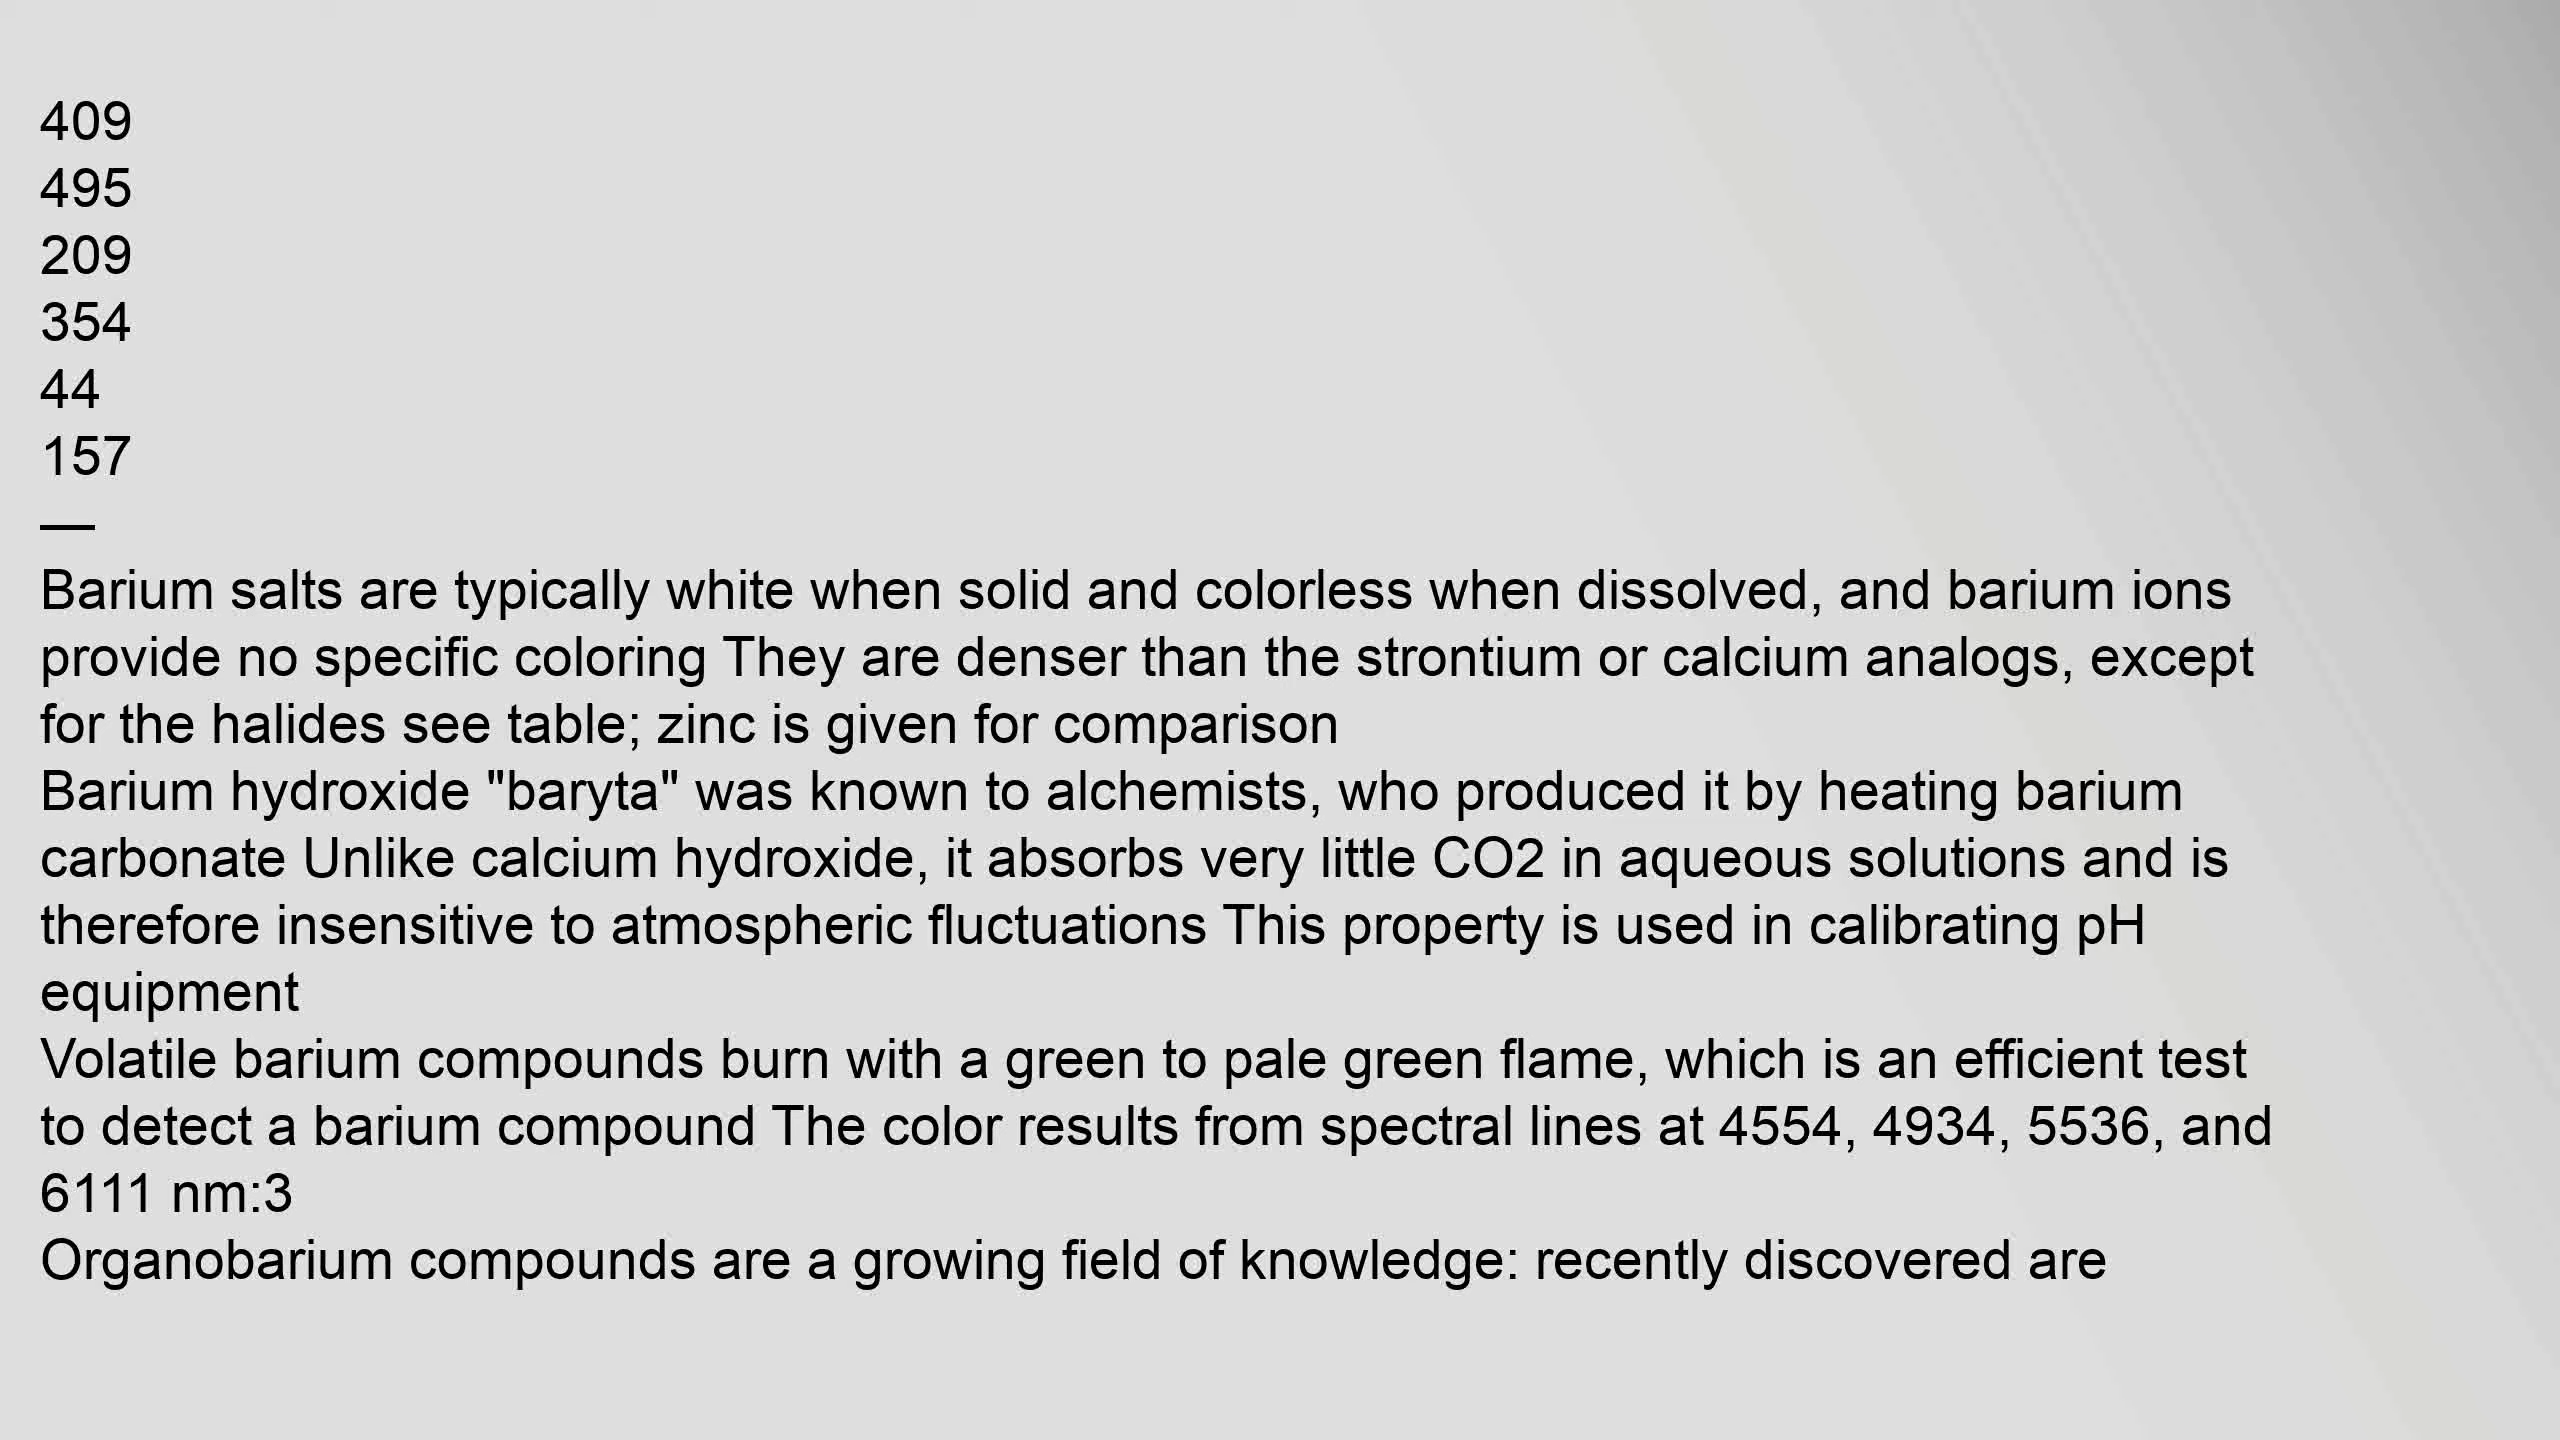 409
495
209
354
44
157
—
Barium salts are typically white when solid and colorless when dissolved, and barium ions
provide no specific coloring They are denser than the strontium or calcium analogs, except
for the halides see table; zinc is given for comparison
Barium hydroxide "baryta" was known to alchemists, who produced it by heating barium
carbonate Unlike calcium hydroxide, it absorbs very little CO2 in aqueous solutions and is
therefore insensitive to atmospheric fluctuations This property is used in calibrating pH
equipment
Volatile barium compounds burn with a green to pale green flame, which is an efficient test
to detect a barium compound The color results from spectral lines at 4554, 4934, 5536, and
6111 nm:3
Organobarium compounds are a growing field of knowledge: recently discovered are